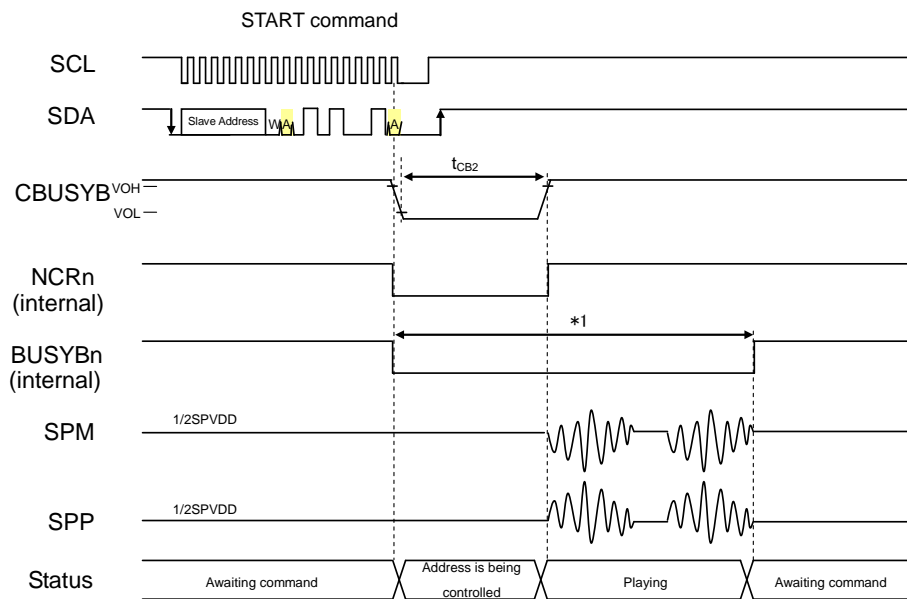 START command
SCL
SDA
Slave Address
W
A
A
tCB2
CBUSYB
VOH
VOL
NCRn
(internal)
*1
BUSYBn
(internal)
1/2SPVDD
SPM
1/2SPVDD
SPP
Status
Awaiting command
Address is being
controlled
Playing
Awaiting command